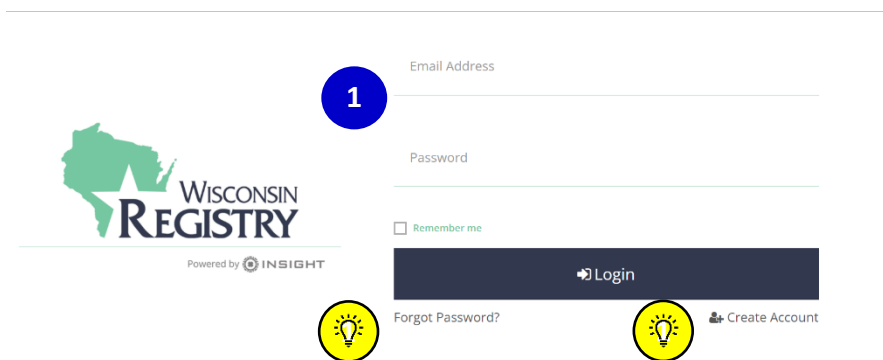 Email Address
1
Password
WISCONSIN
REGISTRY
Remember me
Powered by INSIGHT
Login
Forgot Password?
Create Account